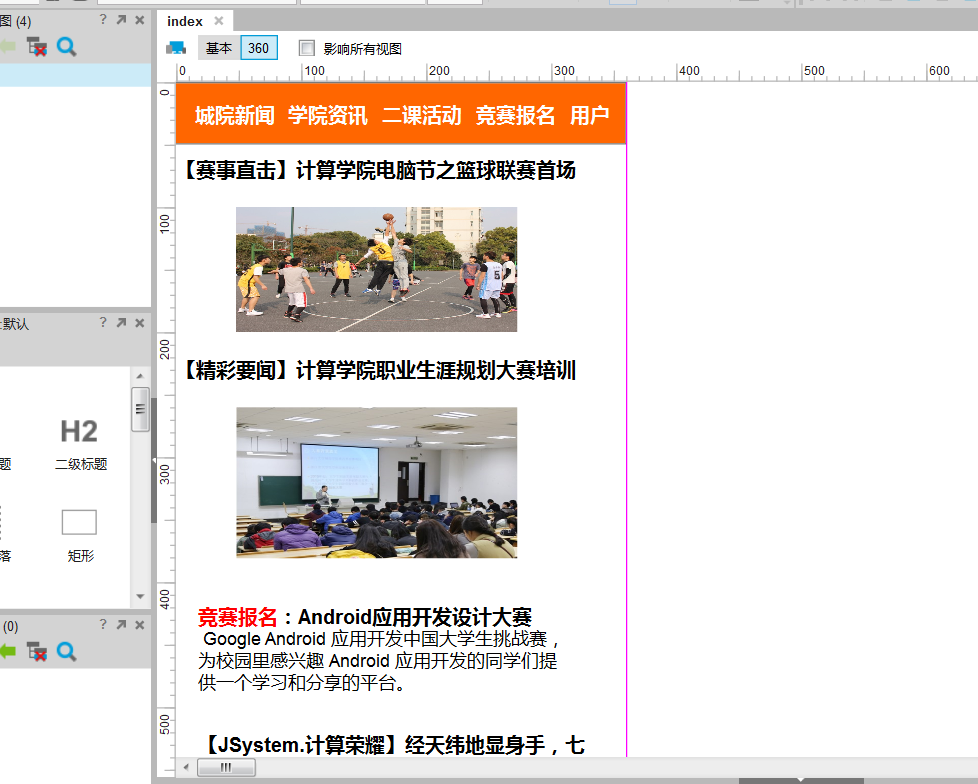 图 (4)
index
基本 360 影响所有视图
0 100 200 300 400 500 600
0
100
200
300
400
500
城院新闻 学院资讯 二课活动 竞赛报名 用户
【赛事直击】计算学院电脑节之篮球联赛首场
5
【精彩要闻】计算学院职业生涯规划大赛培训
竞赛报名：Android应用开发设计大赛
Google Android 应用开发中国大学生挑战赛，
为校园里感兴趣 Android 应用开发的同学们提
供一个学习和分享的平台。
【JSystem.计算荣耀】经天纬地显身手，七
默认
H2
题 二级标题
落 矩形
(0)